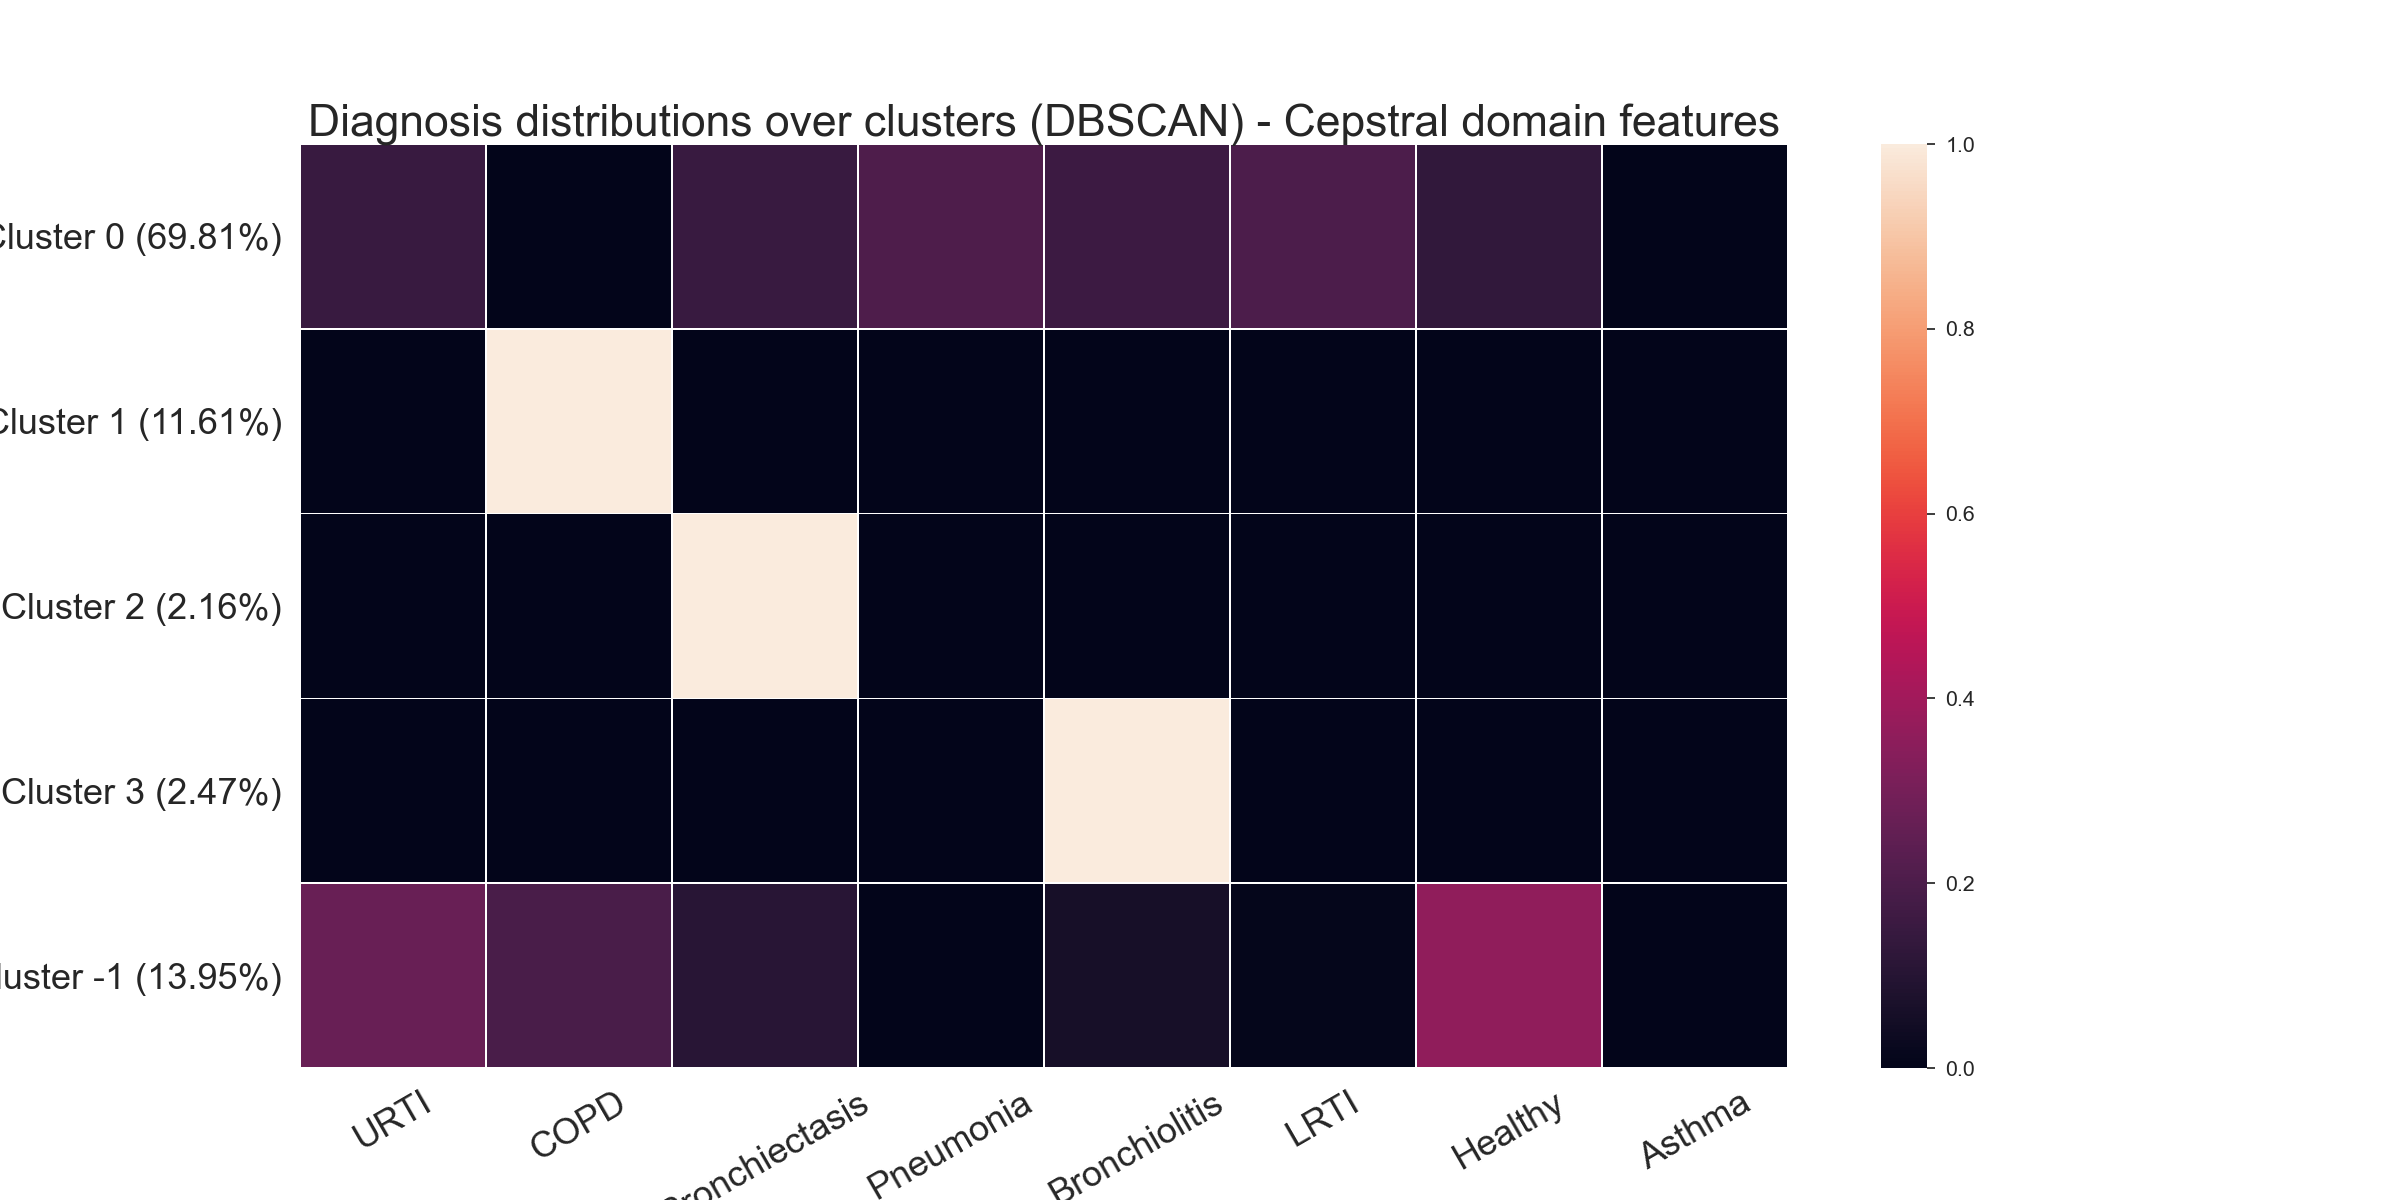 Diagnosis distributions over clusters (DBSCAN) - Cepstral domain features
Cluster 0 (69.81%)
Cluster 1 (11.61%)
Cluster 2 (2.16%)
Cluster 3 (2.47%)
luster -1 (13.95%)
URTI
COPD
Bronchiectasis
Pneumonia
Bronchiolitis
LRTI
Healthy
Asthma
1.0
0.8
0.6
0.4
0.2
0.0